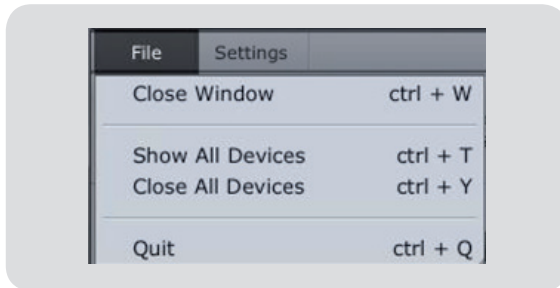 File Settings
Close Window ctrl + W
Show All Devices ctrl + T
Close All Devices ctrl + Y
Quit ctrl + Q